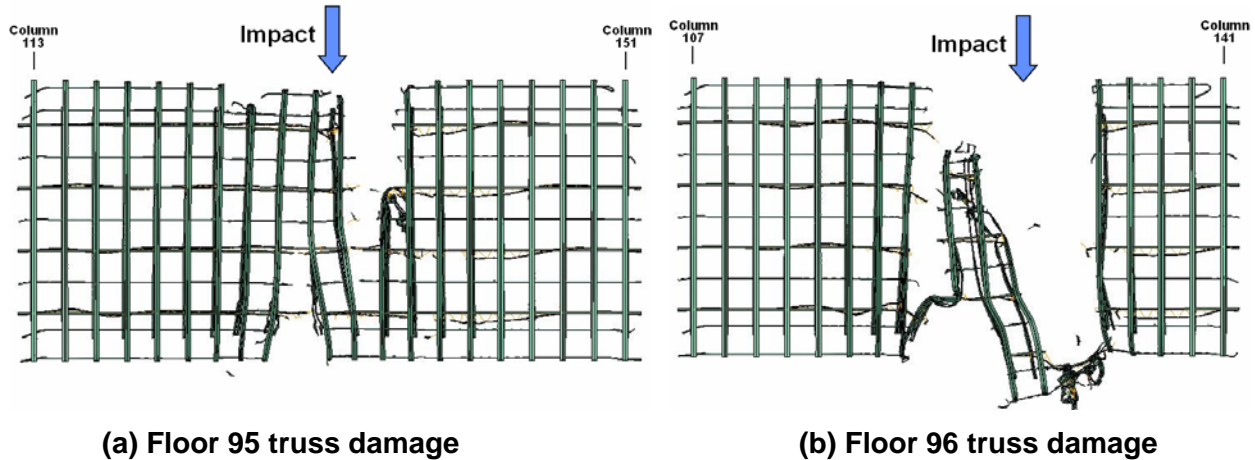 Column
113
Impact
Column
151
Column
107
Impact
Column
141
(a) Floor 95 truss damage
(b) Floor 96 truss damage